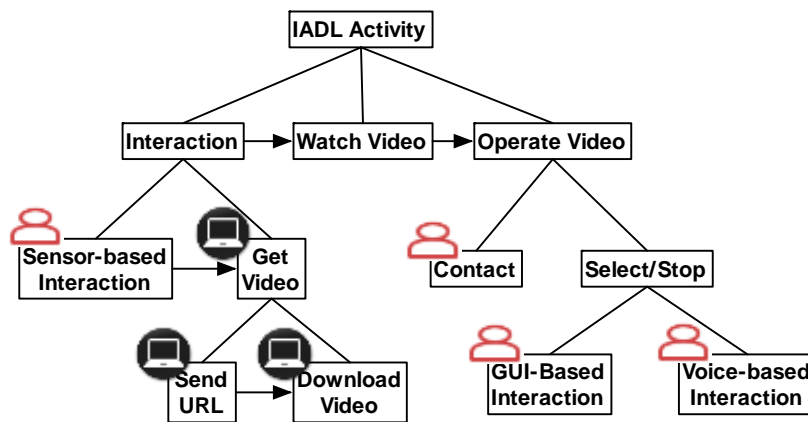 IADL Activity
Interaction
Watch Video
Operate Video
Sensor-based
Interaction
Get
Video
Contact
Select/Stop
Send
URL
Download
Video
GUI-Based
Interaction
Voice-based
Interaction